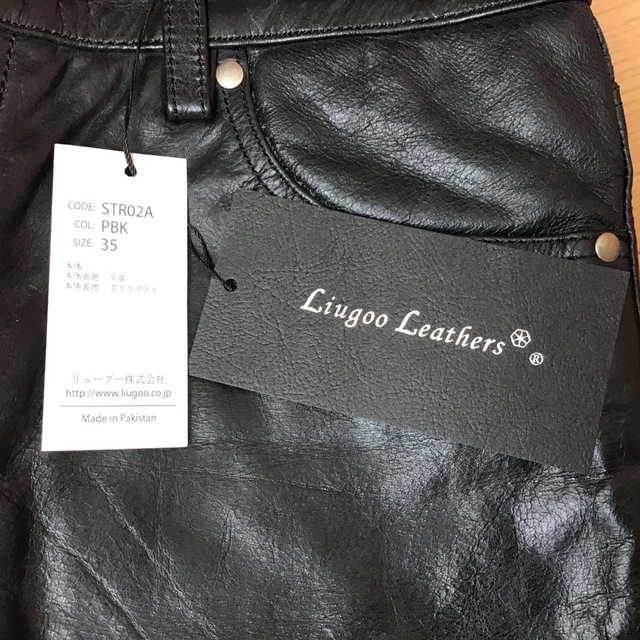 CODE: STR02A
COL: PBK
SIZE: 35
本体
本体表地：牛革
本体裏地：ポリエステル
リューグー株式会社
http://www.liugoo.co.jp
Made in Pakistan
Liugoo Leathers ®